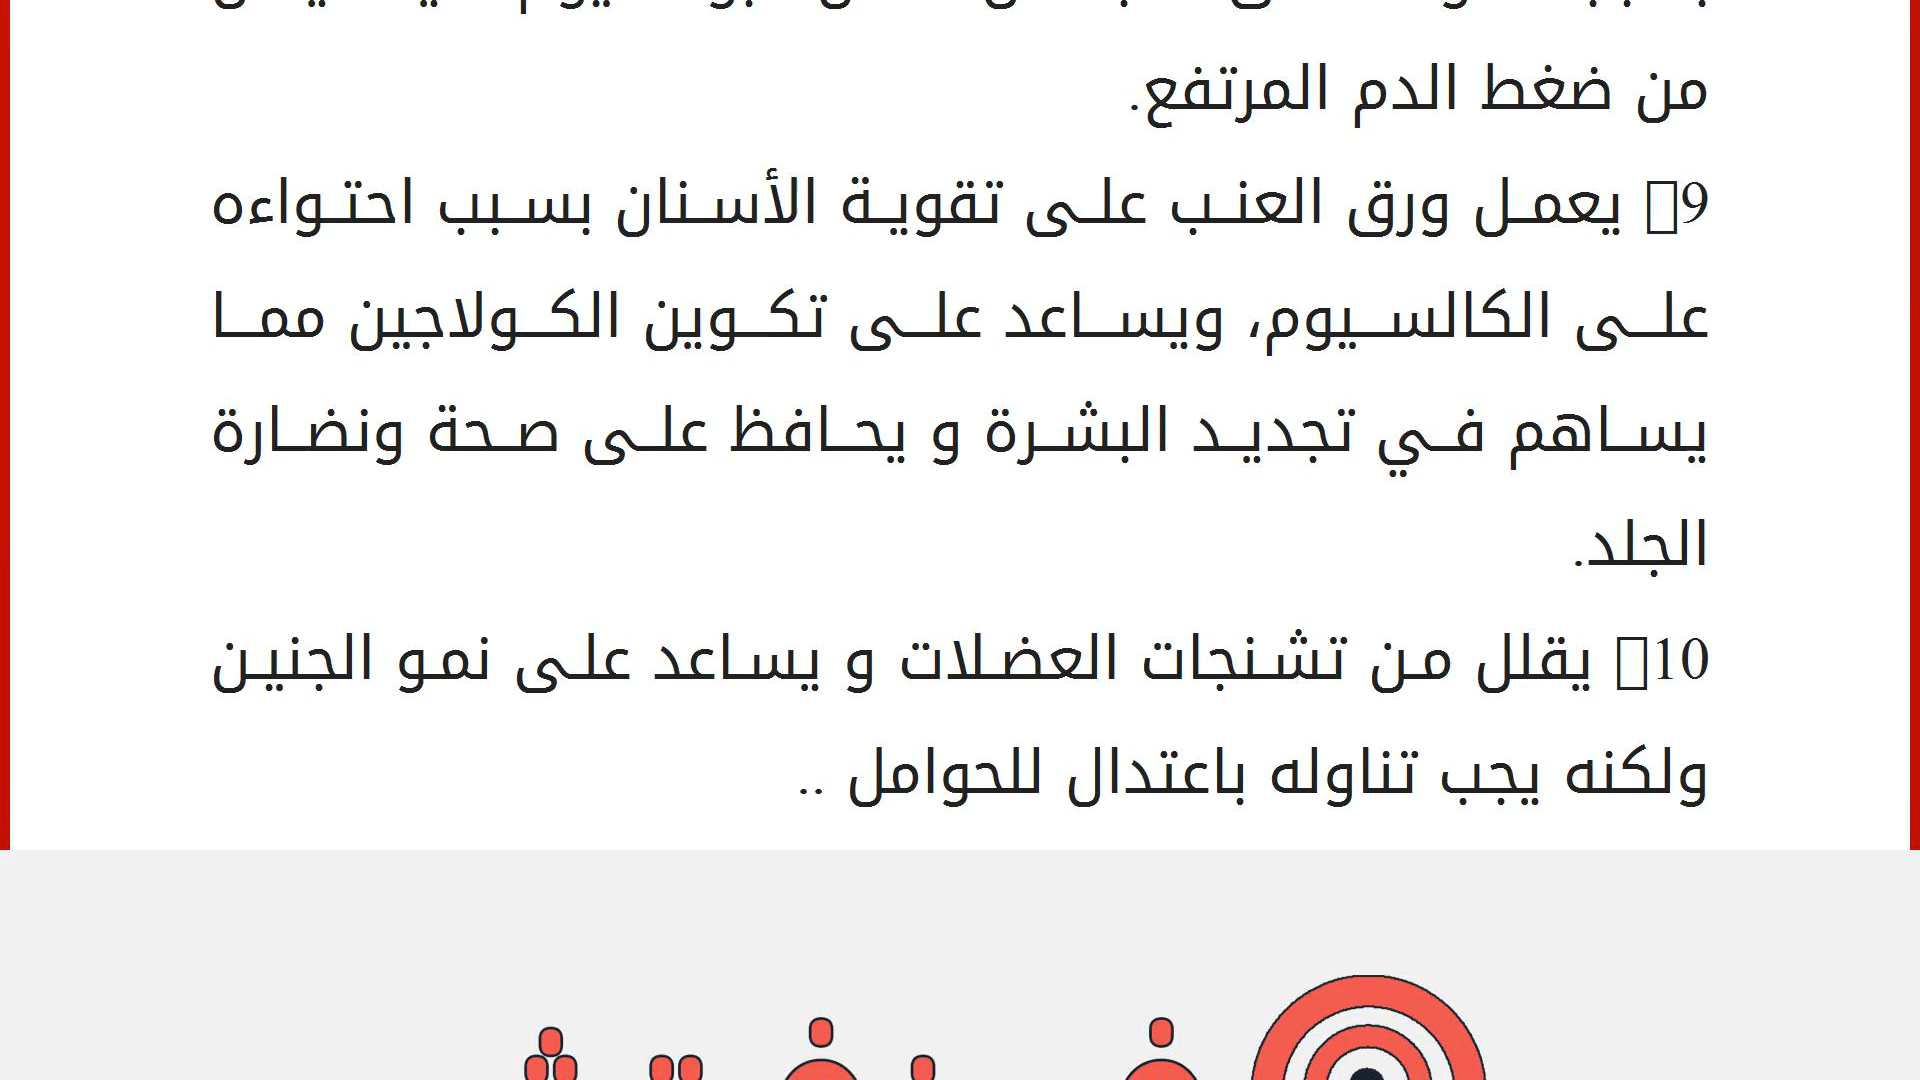 من ضغط الدم المرتفع.
9 يعمل ورق العنب على تقوية الأسنان بسبب احتواءه
على الكالسيوم، ويساعد على تكوين الكولاجين مما
يساهم في تجديد البشرة و يحافظ على صحة ونضارة
الجلد.
10 يقلل من تشنجات العضلات و يساعد على نمو الجنين
ولكنه يجب تناوله باعتدال للحوامل ..